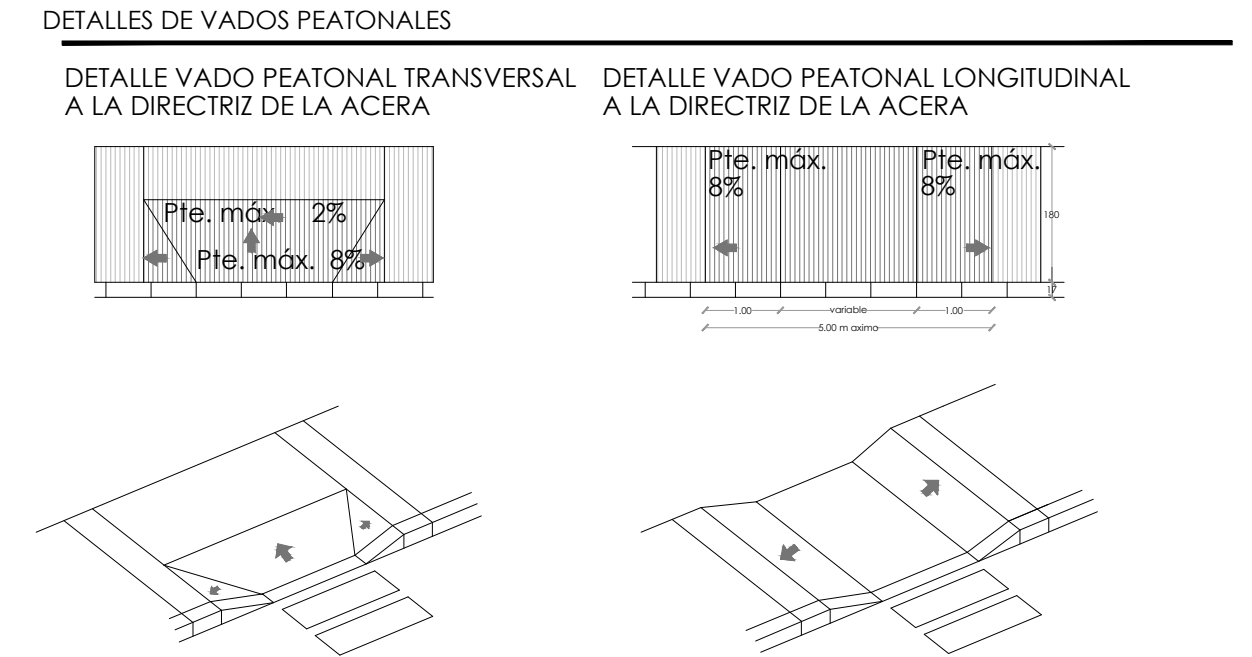 DETALLES DE VADOS PEATONALES
DETALLE VADO PEATONAL TRANSVERSAL
A LA DIRECTRIZ DE LA ACERA
DETALLE VADO PEATONAL LONGITUDINAL
A LA DIRECTRIZ DE LA ACERA
Pte. máx. 2%
Pte. máx. 8%
Pte. máx.
8%
Pte. máx.
8%
180
17
1.00
variable
1.00
5.00 m aximo